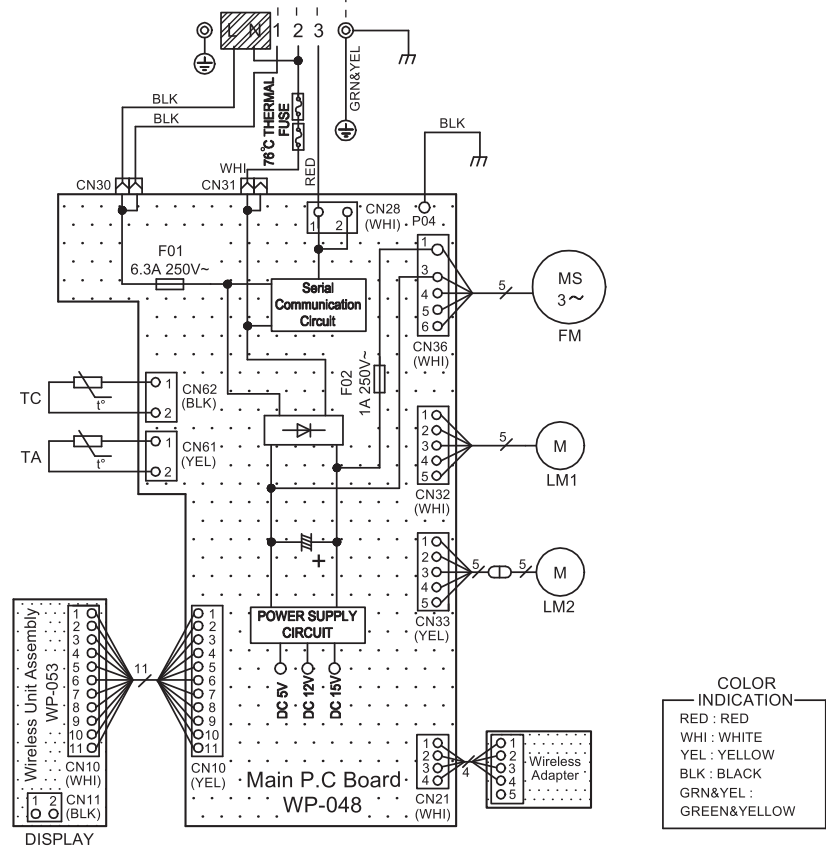 L N 1 2 3
BLK
BLK
76°C THERMAL
FUSE
GRN&YEL
BLK
WHI
RED
CN30
CN31
CN28
(WHI)
1 2
P04
F01
6.3A 250V~
Serial
Communication
Circuit
1
3
4
5
6
CN36
(WHI)
5
MS
3~
FM
F02
1A 250V~
TC
t°
1
2
CN62
(BLK)
TA
t°
1
2
CN61
(YEL)
1
2
3
4
5
CN32
(WHI)
5
M
LM1
+
1
2
3
4
5
CN33
(YEL)
5
5
M
LM2
POWER SUPPLY
CIRCUIT
DC 5V
DC 12V
DC 15V
Wireless Unit Assembly
WP-053
1
2
3
4
5
6
7
8
9
10
11
CN10
(WHI)
11
1
2
3
4
5
6
7
8
9
10
11
CN10
(YEL)
1 2
CN11
(BLK)
DISPLAY
Main P.C Board
WP-048
1
2
3
4
CN21
(WHI)
4
1
2
3
4
5
Wireless
Adapter
COLOR
INDICATION
RED : RED
WHI : WHITE
YEL : YELLOW
BLK : BLACK
GRN&YEL :
GREEN&YELLOW